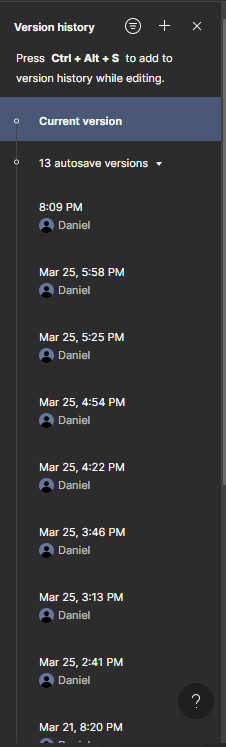 Version history
Press Ctrl + Alt + S to add to
version history while editing.
Current version
13 autosave versions
8:09 PM
Daniel
Mar 25, 5:58 PM
Daniel
Mar 25, 5:25 PM
Daniel
Mar 25, 4:54 PM
Daniel
Mar 25, 4:22 PM
Daniel
Mar 25, 3:46 PM
Daniel
Mar 25, 3:13 PM
Daniel
Mar 25, 2:41 PM
Daniel
?
Mar 21, 8:20 PM